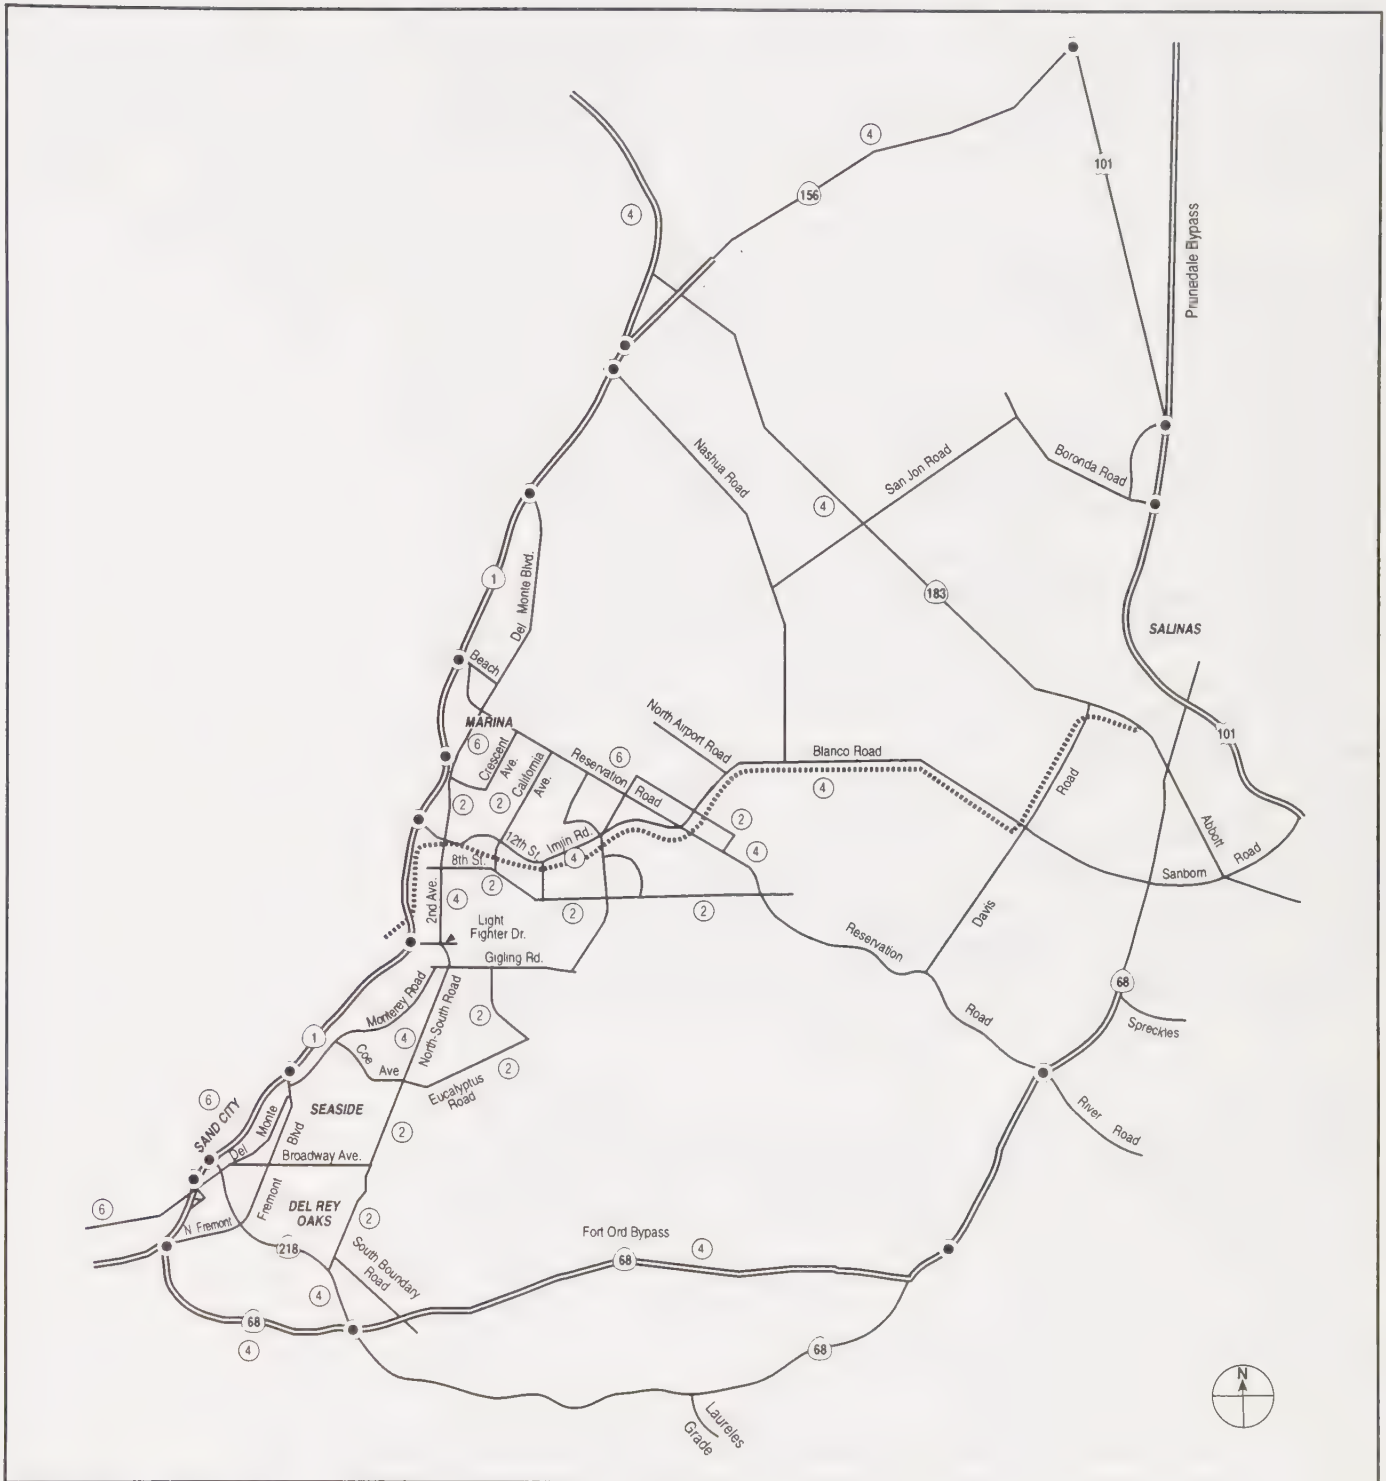 4
101
156
4
Prunedale Bypass
Nashua Road
San Jon Road
Boronda Road
4
1
Del Monte Blvd.
183
SALINAS
Beach
MARINA
6
Crescent
Ave.
California
Ave.
North Airport Road
Reservation
Road
6
Blanco Road
4
Road
101
2
2
12th St.
Imjin Rd.
4
2
4
8th St.
2
Abbott
Road
Sanborn
2nd Ave.
4
2
2
Davis
Light
Fighter Dr.
Gigling Rd.
Reservation
Road
68
Spreckles
Monterey Road
North-South Road
2
1
4
Coe
Ave
2
Eucalyptus
Road
6
SAND CITY
Del Monte
Blvd
SEASIDE
2
River
Road
Broadway Ave.
Fremont
DEL REY
OAKS
6
N Fremont
2
218
South Boundary
Road
Fort Ord Bypass
68
4
4
68
4
68
Laureles
Grade
N